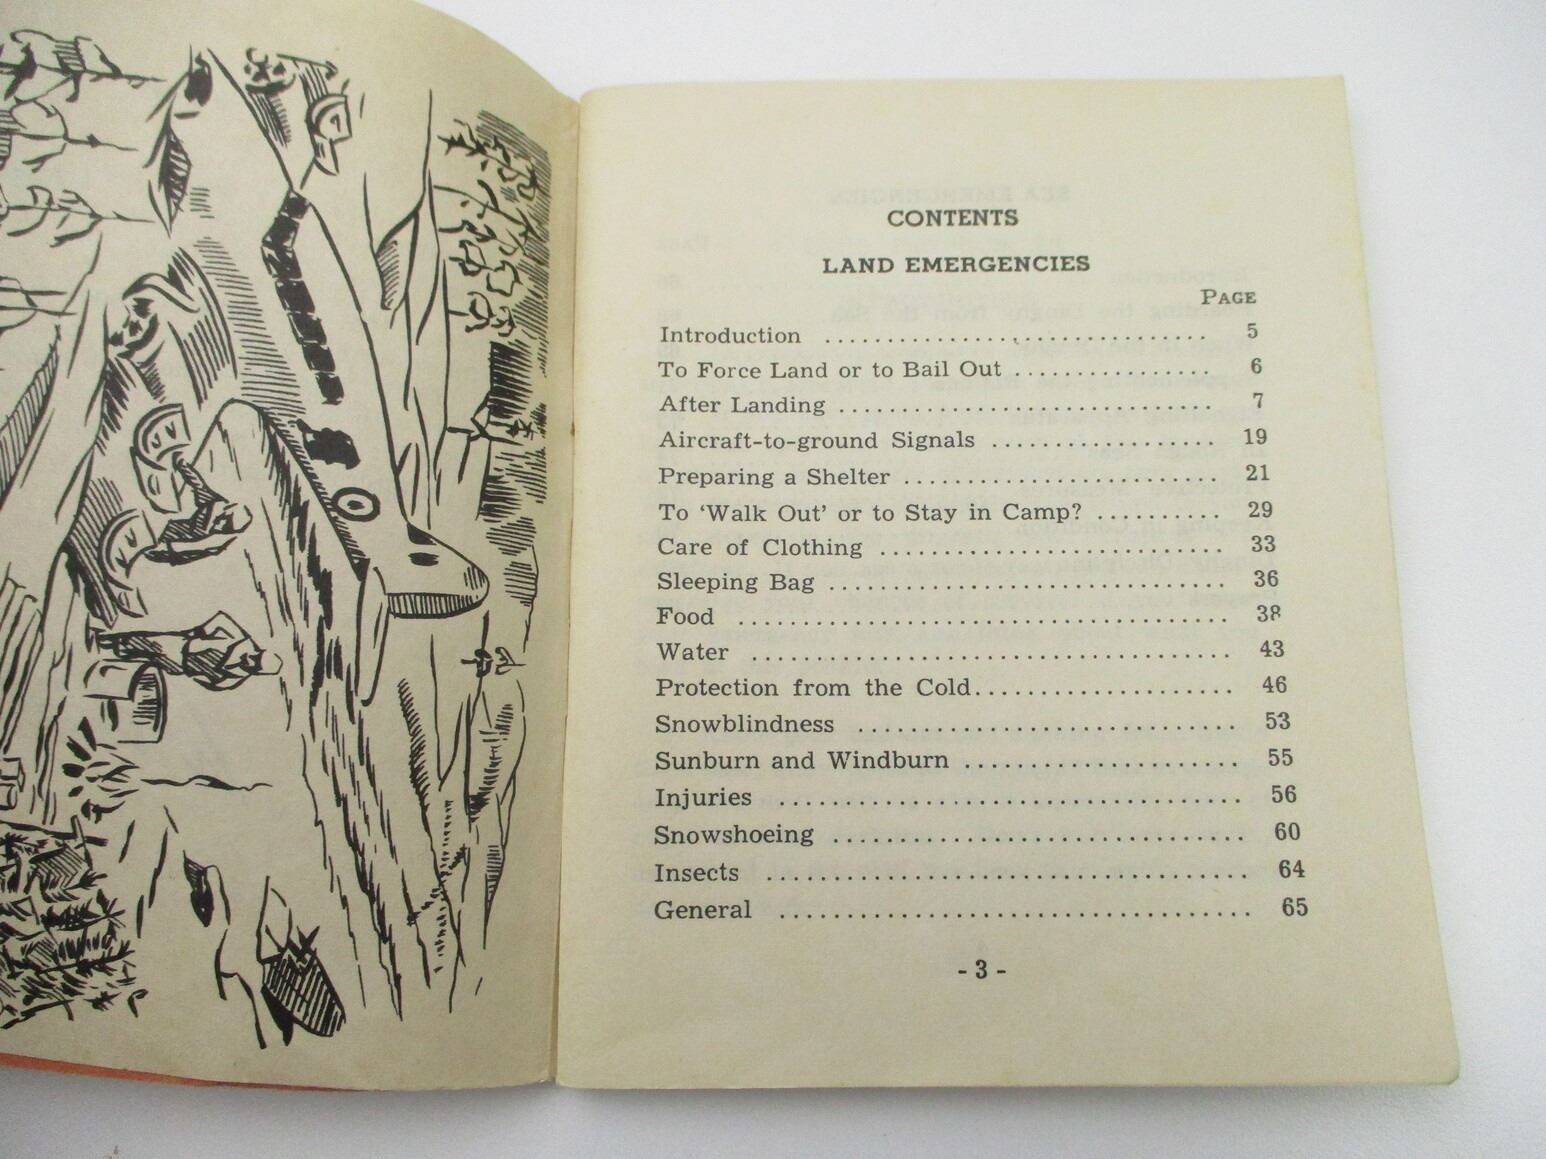 CONTENTS
LAND EMERGENCIES
PAGE
Introduction ................................ 5
To Force Land or to Bail Out ................ 6
After Landing .............................. 7
Aircraft-to-ground Signals .................. 19
Preparing a Shelter ......................... 21
To ‘Walk Out’ or to Stay in Camp? .......... 29
Care of Clothing ............................ 33
Sleeping Bag ................................ 36
Food ....................................... 38
Water ...................................... 43
Protection from the Cold..................... 46
Snowblindness .............................. 53
Sunburn and Windburn ...................... 55
Injuries ..................................... 56
Snowshoeing ................................. 60
Insects ...................................... 64
General ..................................... 65
- 3 -